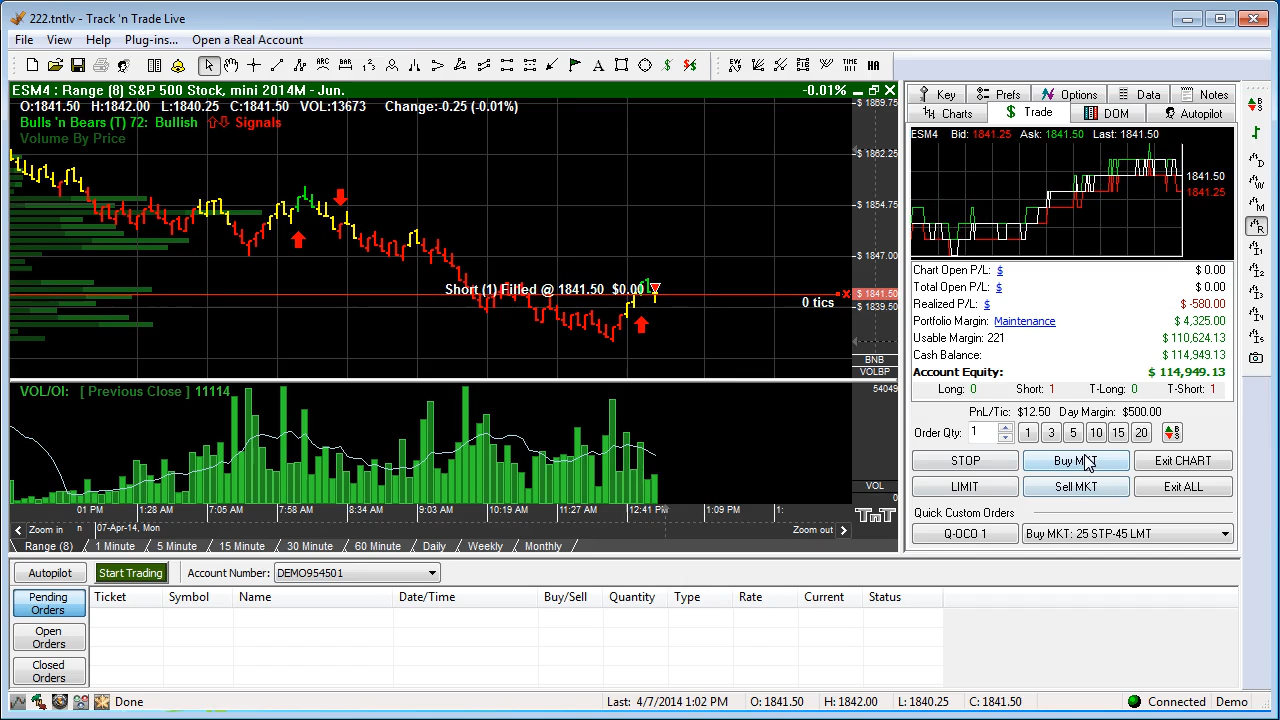 222.tntlv - Track 'n Trade Live
File View Help Plug-ins... Open a Real Account
ESM4 : Range (8) S&P 500 Stock, mini 2014M - Jun. -0.01%
O:1841.50 H:1842.00 L:1840.25 C:1841.50 VOL:13673 Change:-0.25 (-0.01%)
Bulls 'n Bears (T) 72: Bullish Signals
Volume By Price
$ 1862.25
$ 1854.75
$ 1847.00
Short (1) Filled @ 1841.50 $0.00
$ 1841.50
0 tics
$ 1839.50
BNB
VOLBP
VOL/OI: [ Previous Close ] 11114
54049
VOL
0
01 PM 1:28 AM 7:05 AM 7:58 AM 8:34 AM 9:03 AM 10:19 AM 11:27 AM 12:41 PM 1:09 PM 1:
Zoom in n 07-Apr-14, Mon Zoom out
TnT
Range (8) 1 Minute 5 Minute 15 Minute 30 Minute 60 Minute Daily Weekly Monthly
Key Prefs Options Data Notes
Charts Trade DOM Autopilot
ESM4 Bid: 1841.25 Ask: 1841.50 Last: 1841.50
1841.50
1841.25
Chart Open P/L: $ $ 0.00
Total Open P/L: $ $ 0.00
Realized P/L: $ $ -580.00
Portfolio Margin: Maintenance $ 4,325.00
Usable Margin: 221 $ 110,624.13
Cash Balance: $ 114,949.13
Account Equity: $ 114,949.13
Long: 0 Short: 1 T-Long: 0 T-Short: 1
PnL/Tic: $12.50 Day Margin: $500.00
Order Qty: 1 1 3 5 10 15 20
STOP Buy MKT Exit CHART
LIMIT Sell MKT Exit ALL
Quick Custom Orders
Q-OCO 1 Buy MKT: 25 STP-45 LMT
Autopilot Start Trading Account Number: DEMO954501
Pending Orders
Open Orders
Closed Orders
Ticket Symbol Name Date/Time Buy/Sell Quantity Type Rate Current Status
Done Last: 4/7/2014 1:02 PM O: 1841.50 H: 1842.00 L: 1840.25 C: 1841.50 Connected Demo